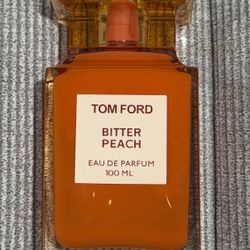 TOM FORD
BITTER
PEACH
EAU DE PARFUM
100 ML